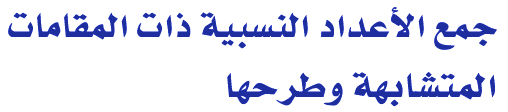 جمع الأعداد النسبية ذات المقامات
المتشابهة وطرحها